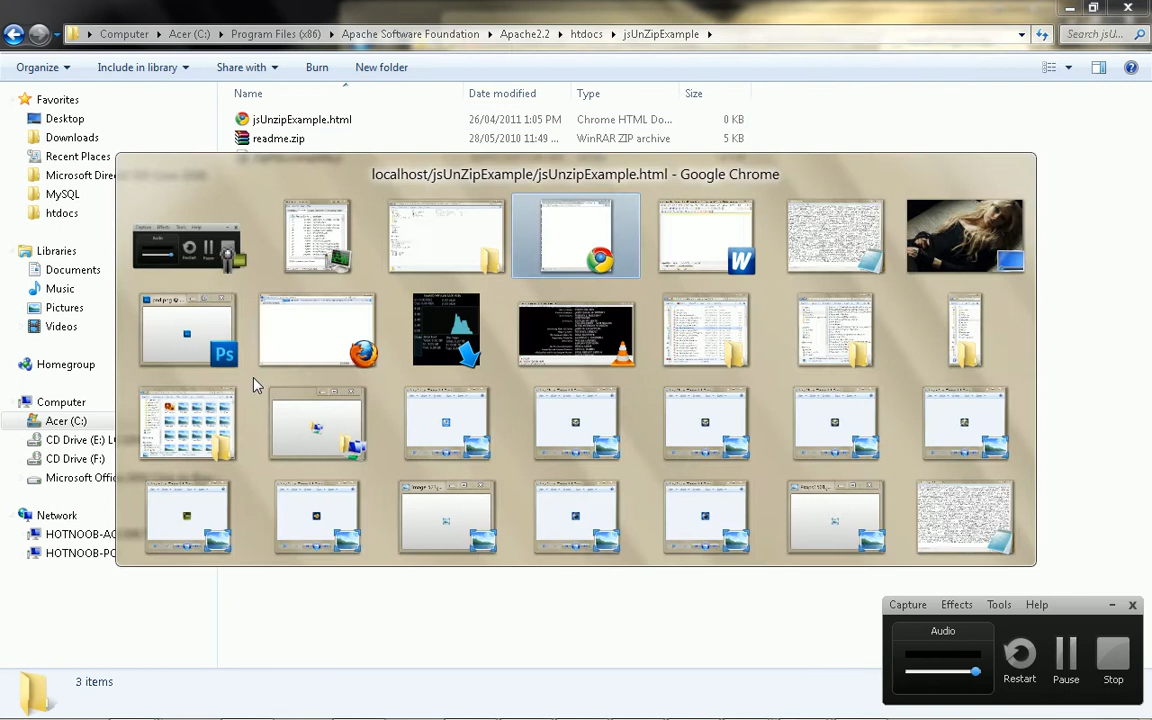 Computer Acer (C:) Program Files (x86) Apache Software Foundation Apache2.2 htdocs jsUnZipExample Search jsU...
Organize Include in library Share with Burn New folder
Name Date modified Type Size
jsUnzipExample.html 26/04/2011 1:05 PM Chrome HTML Do... 0 KB
readme.zip 28/05/2010 11:49 ... WinRAR ZIP archive 5 KB
Favorites
Desktop
Downloads
Recent Places
Microsoft Dire
MySQL
htdocs
Libraries
Documents
Music
Pictures
Videos
Homegroup
Computer
Acer (C:)
CD Drive (E:) L
CD Drive (F:)
Microsoft Offic
Network
HOTNOOB-AC
HOTNOOB-PC
localhost/jsUnZipExample/jsUnzipExample.html - Google Chrome
Capture Effects Tools Help
Audio
Restart Pause Stop
3 items